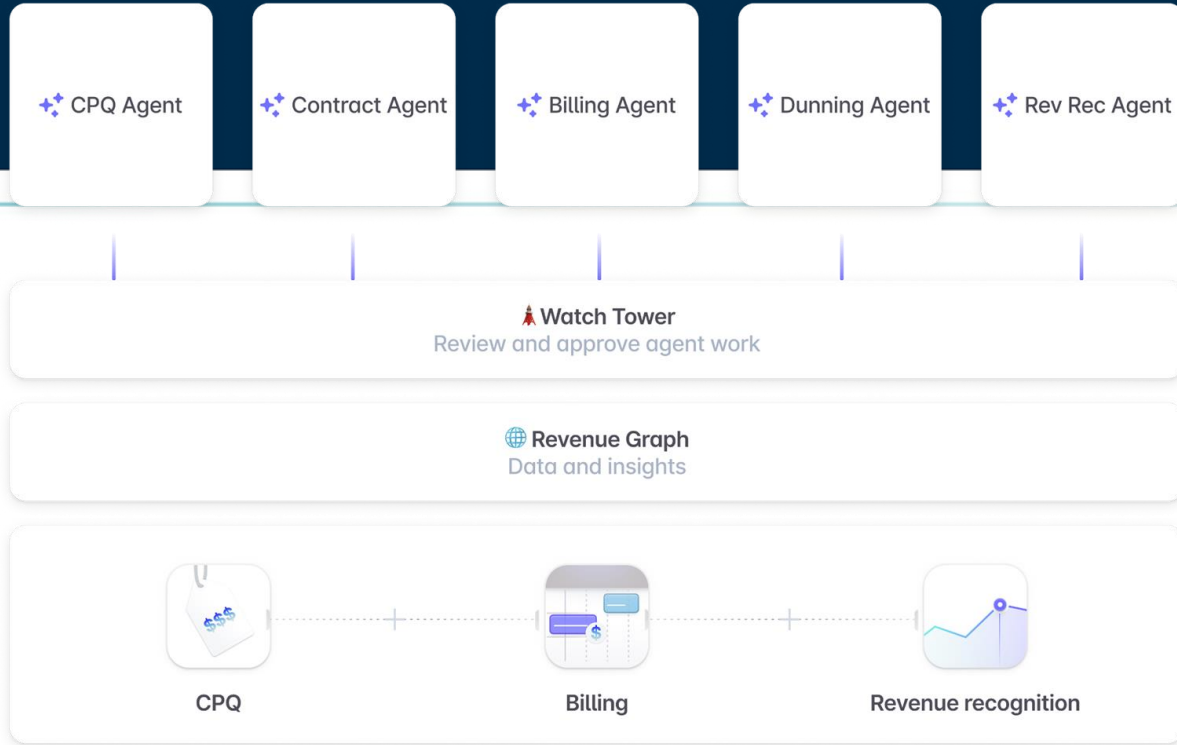 CPQ Agent
Contract Agent
Billing Agent
Dunning Agent
Rev Rec Agent
Watch Tower
Review and approve agent work
Revenue Graph
Data and insights
$$$
$
CPQ
Billing
Revenue recognition